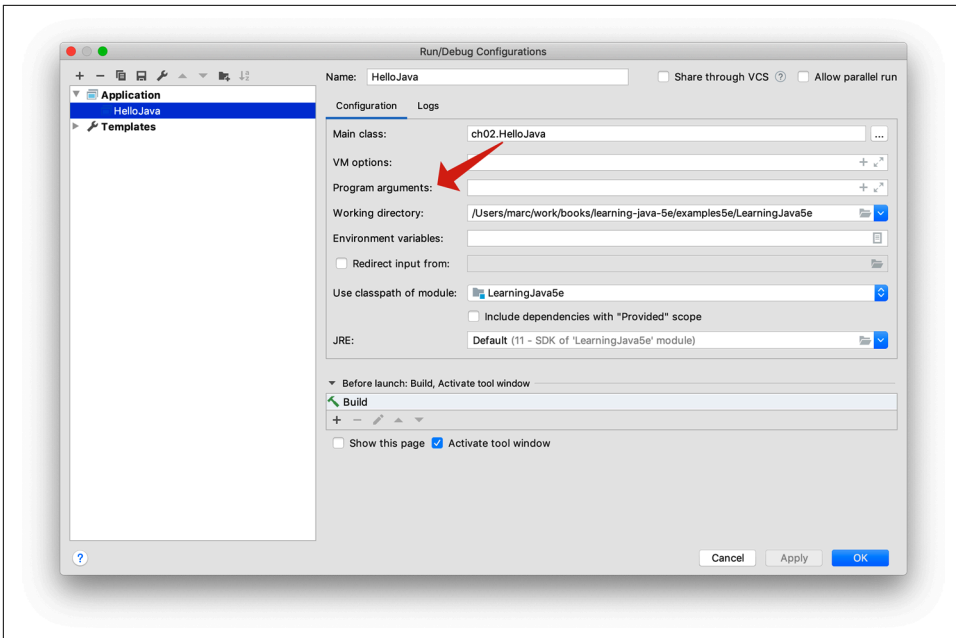 Run/Debug Configurations
Application
HelloJava
Templates
Name: HelloJava
Share through VCS ? Allow parallel run
Configuration Logs
Main class: ch02.HelloJava ...
VM options:
Program arguments:
Working directory: /Users/marc/work/books/learning-java-5e/examples5e/LearningJava5e
Environment variables:
Redirect input from:
Use classpath of module: LearningJava5e
Include dependencies with "Provided" scope
JRE: Default (11 - SDK of 'LearningJava5e' module)
Before launch: Build, Activate tool window
Build
Show this page Activate tool window
? Cancel Apply OK